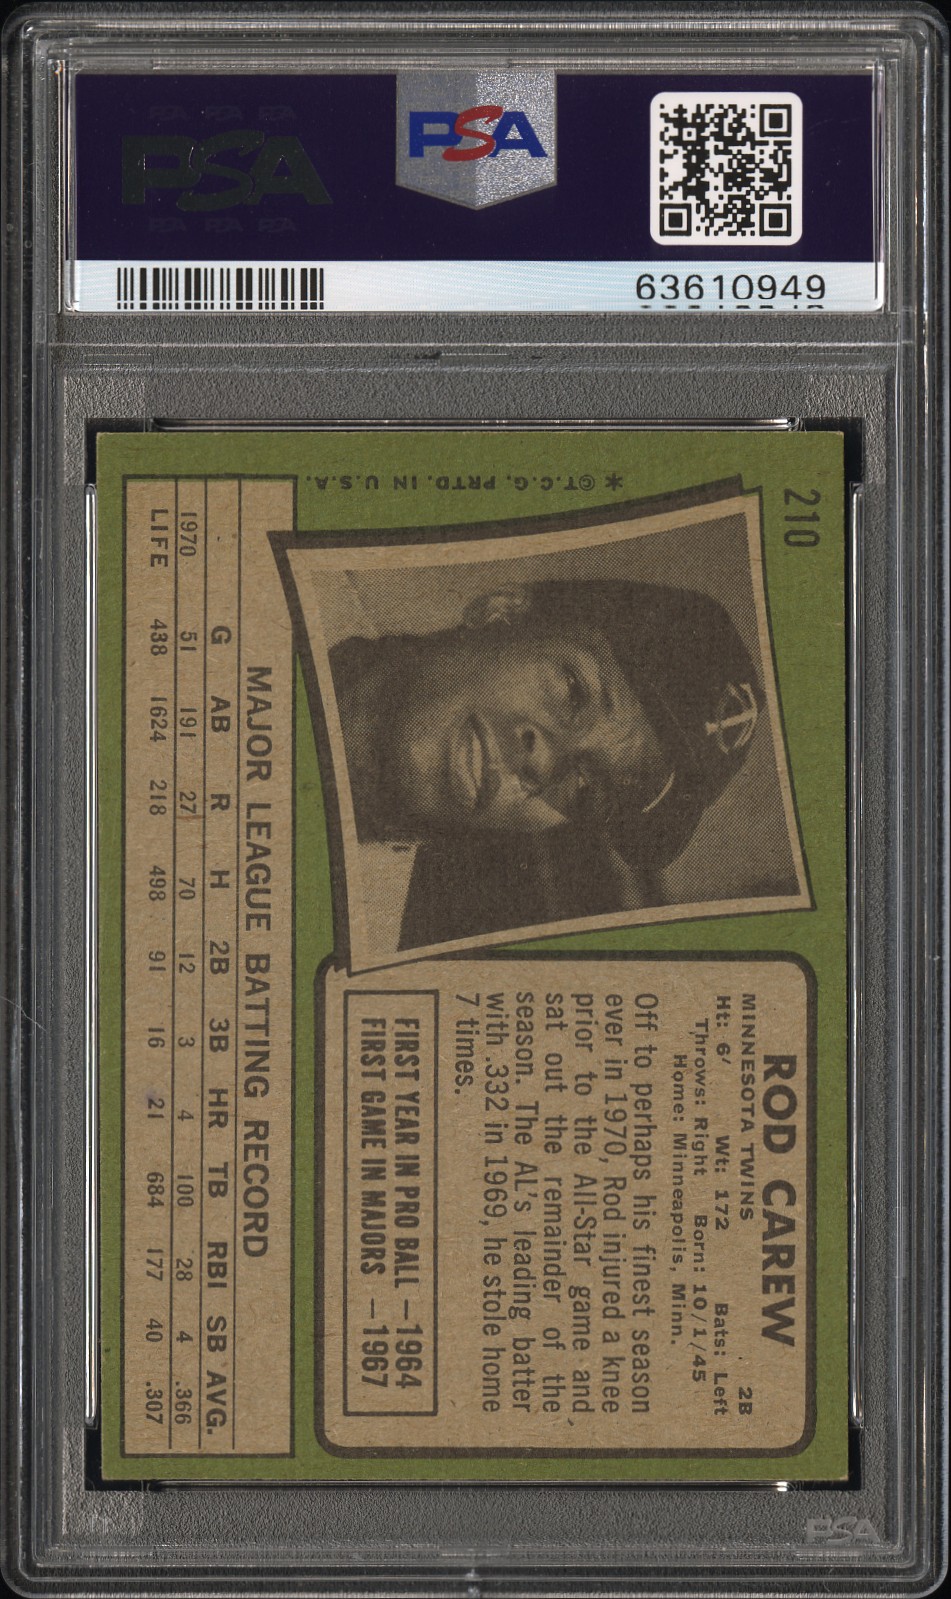 PSA
PSA
63610949
210
* © T.C.G. PRTD. IN U.S.A.
ROD CAREW
MINNESOTA TWINS 2B
Ht: 6' Wt: 172 Bats: Left
Throws: Right Born: 10/1/45
Home: Minneapolis, Minn.
Off to perhaps his finest season
ever in 1970, Rod injured a knee
prior to the All-Star game and
sat out the remainder of the
season. The AL's leading batter
with .332 in 1969, he stole home
7 times.
FIRST YEAR IN PRO BALL —1964
FIRST GAME IN MAJORS —1967
MAJOR LEAGUE BATTING RECORD
G AB R H 2B 3B HR TB RBI SB AVG.
1970 51 191 27 70 12 3 4 100 28 4 .366
LIFE 438 1624 218 498 91 16 21 684 177 40 .307
PSA